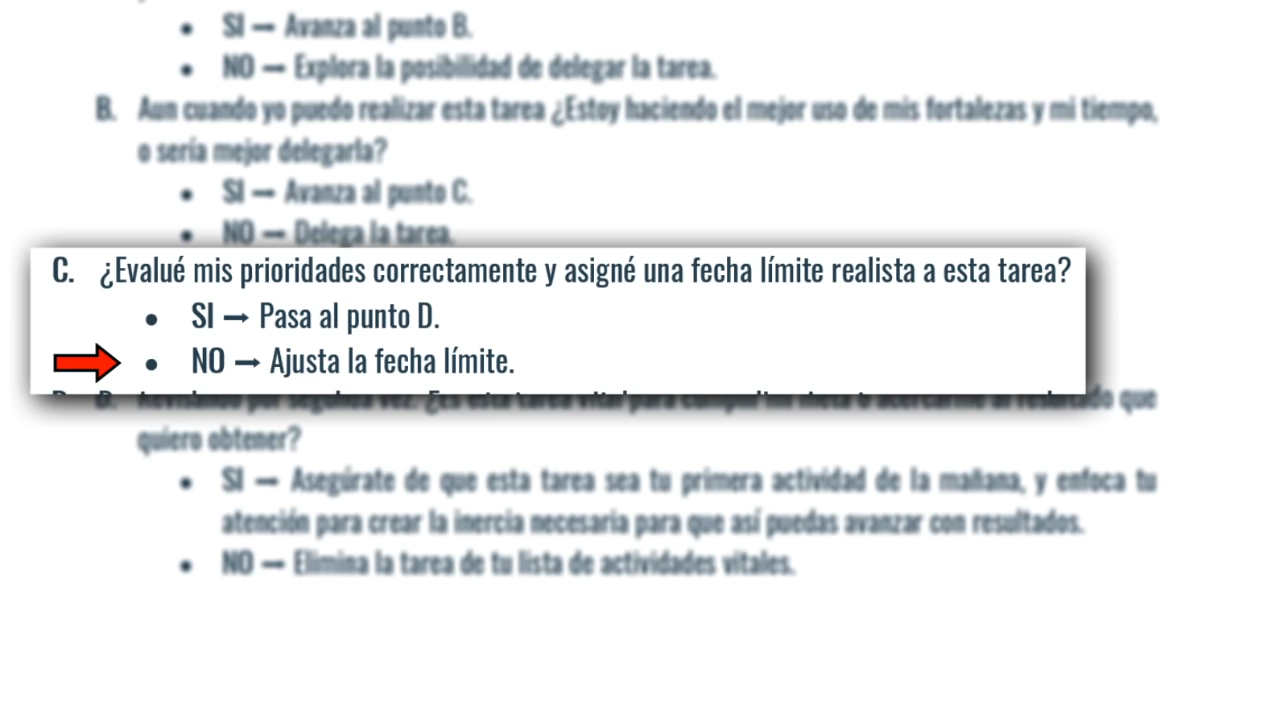 • SI → Avanza al punto B.
• NO → Explora la posibilidad de delegar la tarea.
B. Aun cuando yo puedo realizar esta tarea ¿Estoy haciendo el mejor uso de mis fortalezas y mi tiempo,
o sería mejor delegarla?
• SI → Avanza al punto C.
• NO → Delega la tarea.
C. ¿Evalué mis prioridades correctamente y asigné una fecha límite realista a esta tarea?
• SI → Pasa al punto D.
• NO → Ajusta la fecha límite.
que
quiero obtener?
• SI → Asegúrate de que esta tarea sea tu primera actividad de la mañana, y enfoca tu
atención para crear la inercia necesaria para que así puedas avanzar con resultados.
• NO → Elimina la tarea de tu lista de actividades vitales.